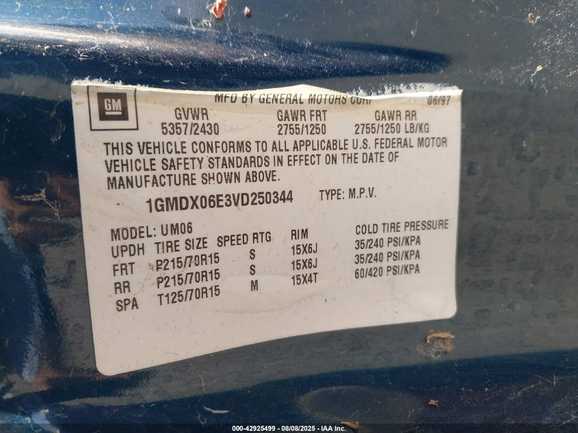 GM
MFD BY GENERAL MOTORS CORP 06/97
GVWR GAWR FRT GAWR RR
5357/2430 2755/1250 2755/1250 LB/KG
THIS VEHICLE CONFORMS TO ALL APPLICABLE U.S. FEDERAL MOTOR
VEHICLE SAFETY STANDARDS IN EFFECT ON THE DATE OF
MANUFACTURE SHOWN ABOVE.
1GMDX06E3VD250344 TYPE: M.P.V.
MODEL: UM06
UPDH TIRE SIZE SPEED RTG RIM COLD TIRE PRESSURE
FRT P215/70R15 S 15X6J 35/240 PSI/KPA
RR P215/70R15 S 15X6J 35/240 PSI/KPA
SPA T125/70R15 M 15X4T 60/420 PSI/KPA
000-42925499 - 08/08/2025 - IAA Inc.